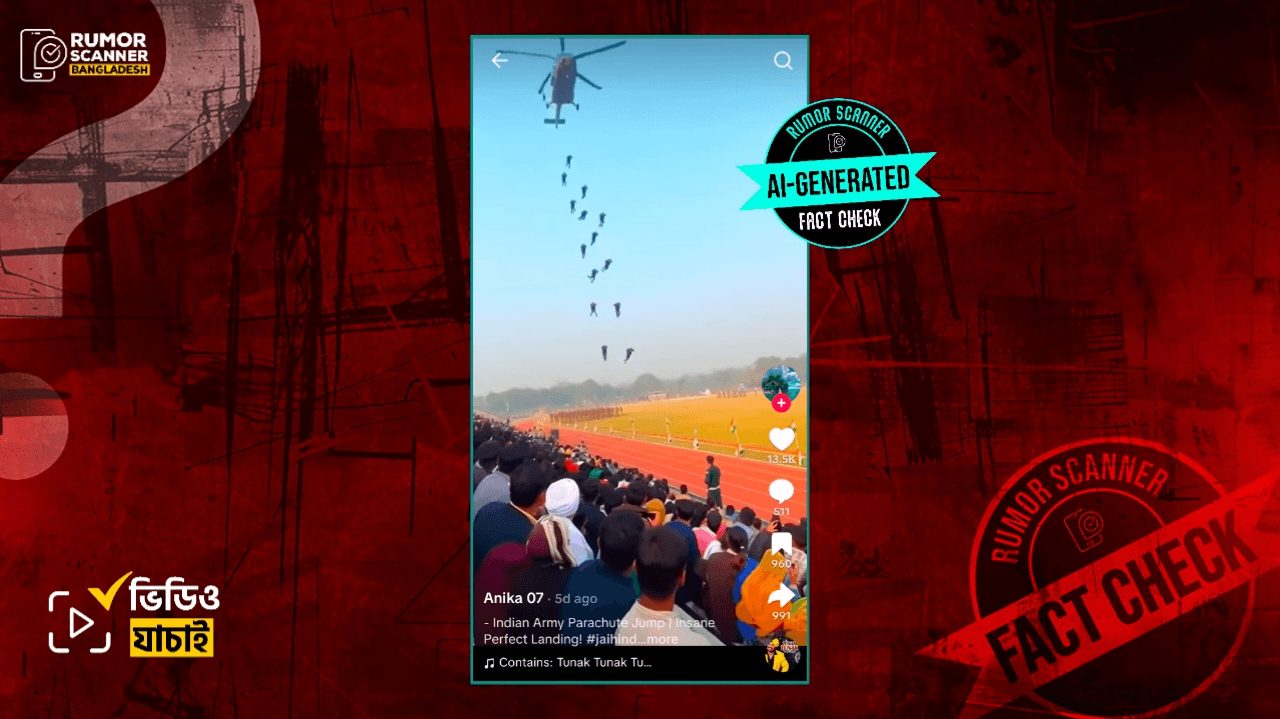 RUMOR
SCANNER
BANGLADESH
RUMOR SCANNER
AI-GENERATED
FACT CHECK
13.5K
511
960
991
Anika 07 · 5d ago
- Indian Army Parachute Jump | Insane
Perfect Landing! #jaihind...more
Contains: Tunak Tunak Tu...
ভিডিও
যাচাই
RUMOR SCANNER
FACT CHECK